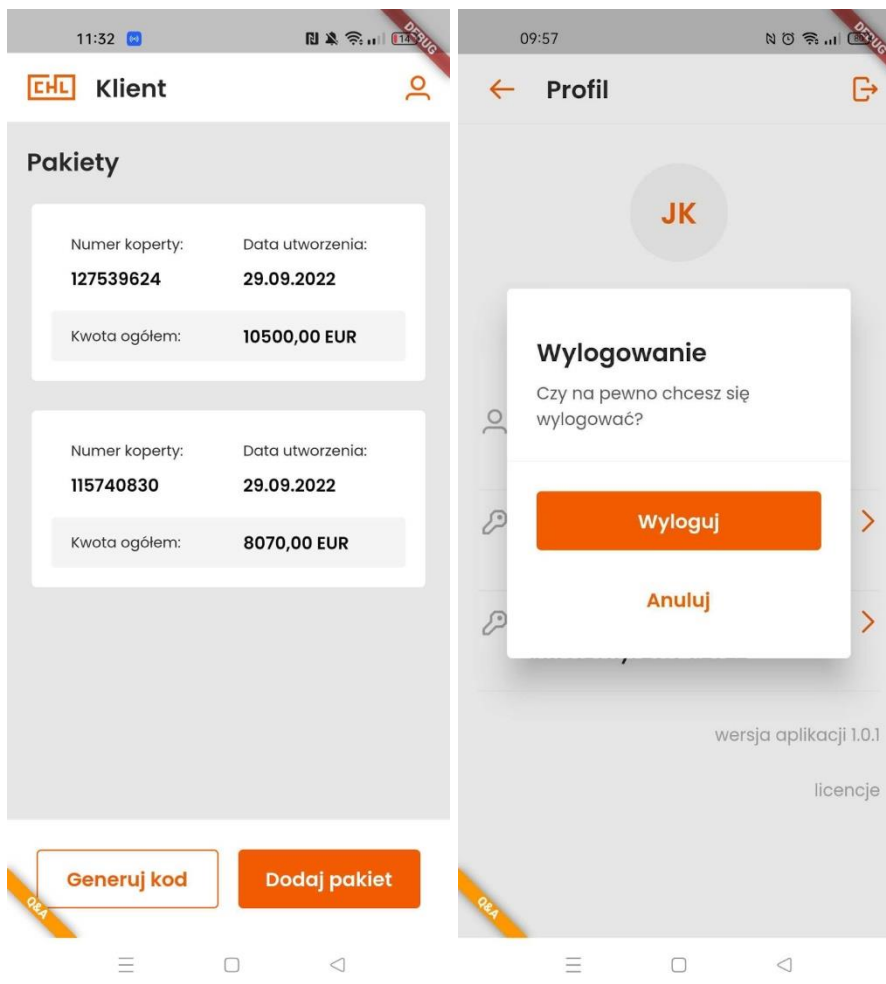 11:32
DEBUG
CHL Klient
Pakiety
Numer koperty: Data utworzenia:
127539624 29.09.2022
Kwota ogółem: 10500,00 EUR
Numer koperty: Data utworzenia:
115740830 29.09.2022
Kwota ogółem: 8070,00 EUR
Generuj kod Dodaj pakiet
Q&A
09:57
DEBUG
Profil
JK
Wylogowanie
Czy na pewno chcesz się
wylogować?
Wyloguj
Anuluj
wersja aplikacji 1.0.1
licencje
Q&A